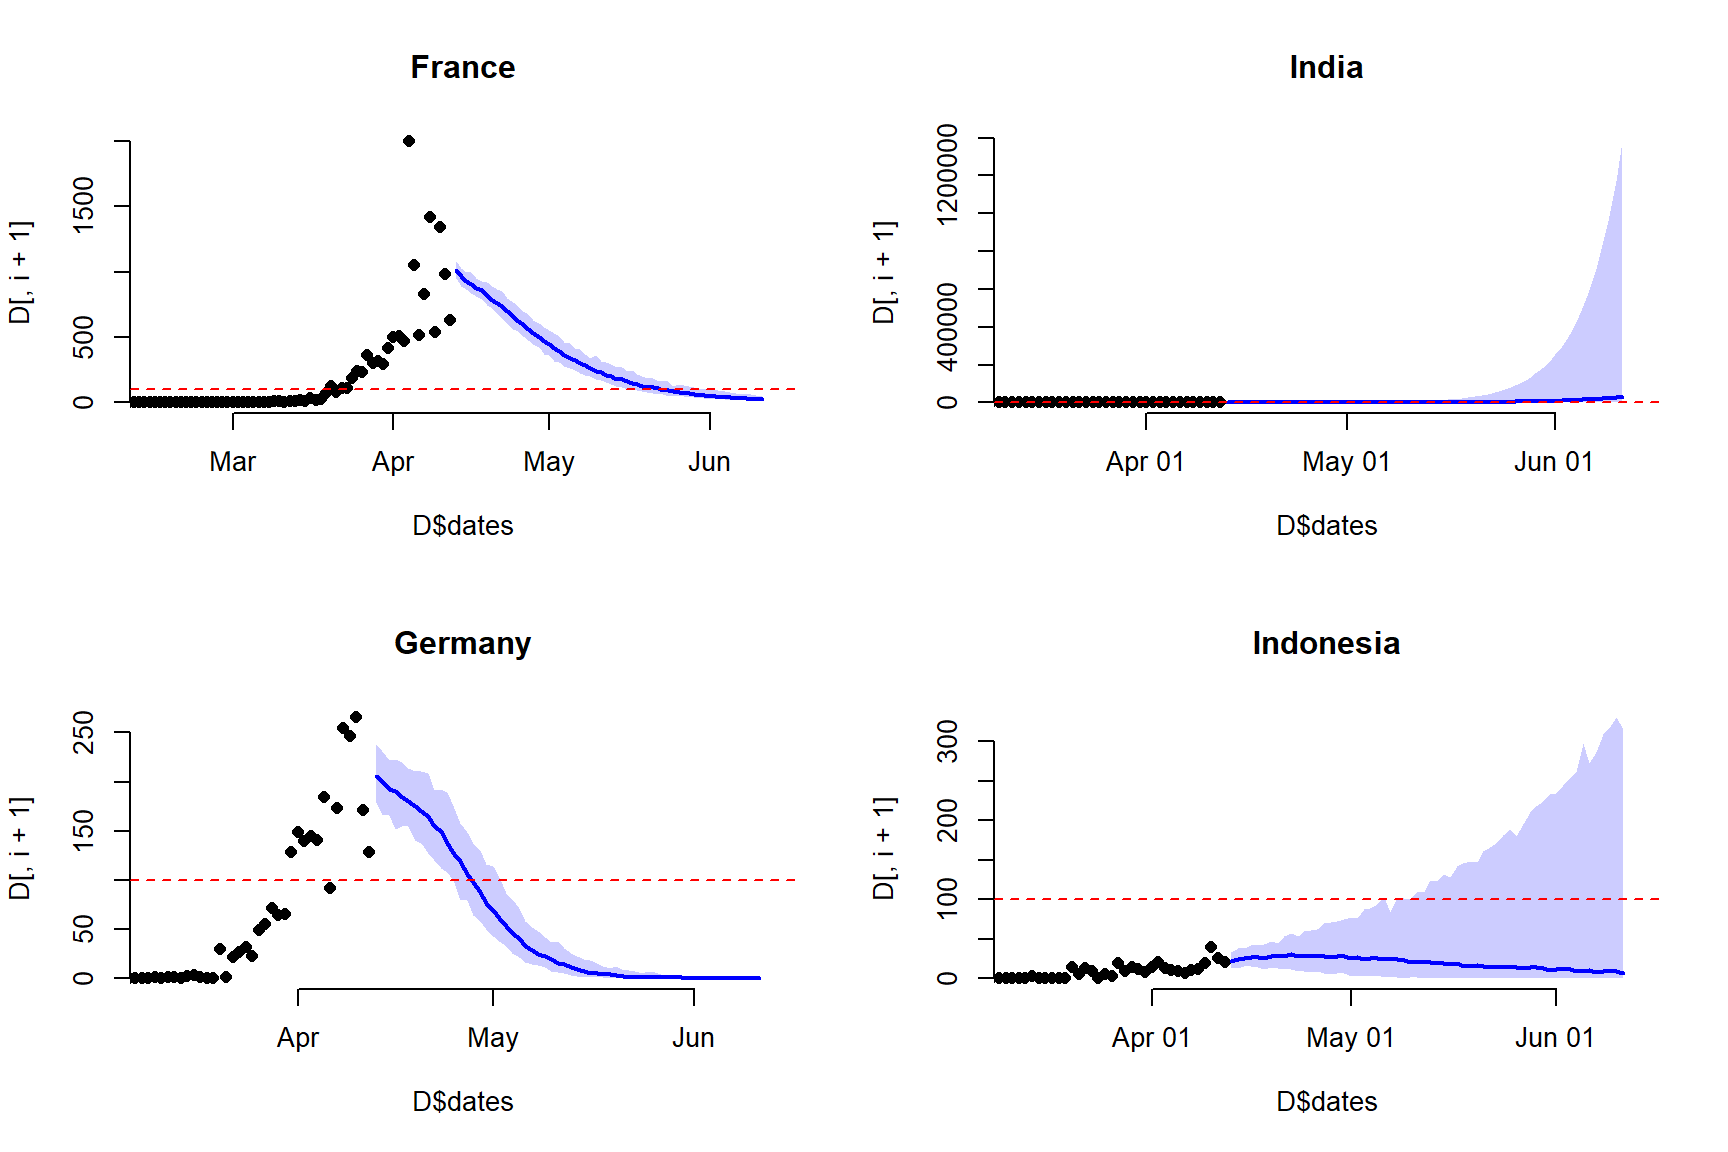 France
D[, i + 1]
0
500
1500
Mar
Apr
May
Jun
D$dates
India
D[, i + 1]
0
400000
1200000
Apr 01
May 01
Jun 01
D$dates
Germany
D[, i + 1]
0
50
150
250
Apr
May
Jun
D$dates
Indonesia
D[, i + 1]
0
100
200
300
Apr 01
May 01
Jun 01
D$dates